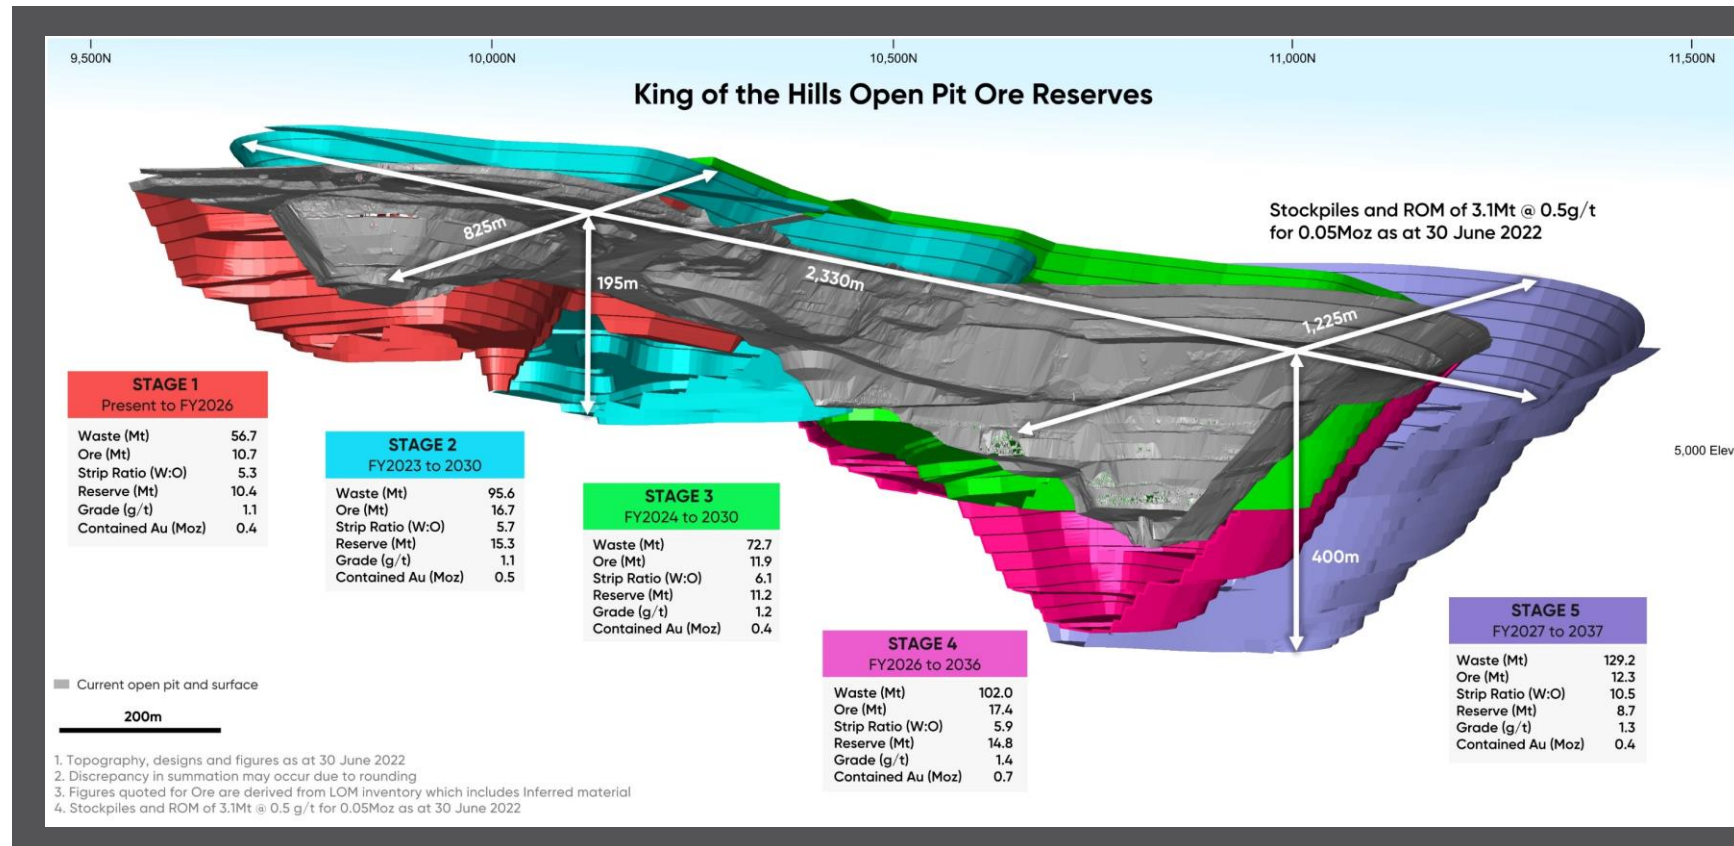 9,500N
10,000N
10,500N
11,000N
11,500N
King of the Hills Open Pit Ore Reserves
Stockpiles and ROM of 3.1Mt @ 0.5g/t
for 0.05Moz as at 30 June 2022
825m
195m
2,330m
1,225m
400m
5,000 Elev
STAGE 1
Present to FY2026
Waste (Mt) 56.7
Ore (Mt) 10.7
Strip Ratio (W:O) 5.3
Reserve (Mt) 10.4
Grade (g/t) 1.1
Contained Au (Moz) 0.4
STAGE 2
FY2023 to 2030
Waste (Mt) 95.6
Ore (Mt) 16.7
Strip Ratio (W:O) 5.7
Reserve (Mt) 15.3
Grade (g/t) 1.1
Contained Au (Moz) 0.5
STAGE 3
FY2024 to 2030
Waste (Mt) 72.7
Ore (Mt) 11.9
Strip Ratio (W:O) 6.1
Reserve (Mt) 11.2
Grade (g/t) 1.2
Contained Au (Moz) 0.4
STAGE 4
FY2026 to 2036
Waste (Mt) 102.0
Ore (Mt) 17.4
Strip Ratio (W:O) 5.9
Reserve (Mt) 14.8
Grade (g/t) 1.4
Contained Au (Moz) 0.7
STAGE 5
FY2027 to 2037
Waste (Mt) 129.2
Ore (Mt) 12.3
Strip Ratio (W:O) 10.5
Reserve (Mt) 8.7
Grade (g/t) 1.3
Contained Au (Moz) 0.4
Current open pit and surface
200m
1. Topography, designs and figures as at 30 June 2022
2. Discrepancy in summation may occur due to rounding
3. Figures quoted for Ore are derived from LOM inventory which includes Inferred material
4. Stockpiles and ROM of 3.1Mt @ 0.5 g/t for 0.05Moz as at 30 June 2022